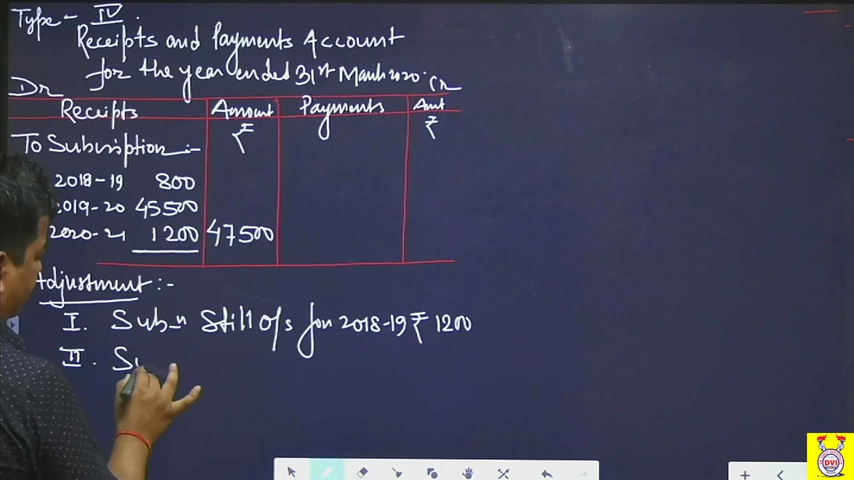 Type - IV
Receipts and Payments Account
for the year ended 31st March 2020.
Dr Cr
Receipts Amount Payments Amt
₹ ₹
To Subscription :-
2018-19 800
2019-20 45500
2020-21 1200 47500
Adjustment :-
I. Subn Still O/s for 2018-19 ₹ 1200
II. Su
DVI